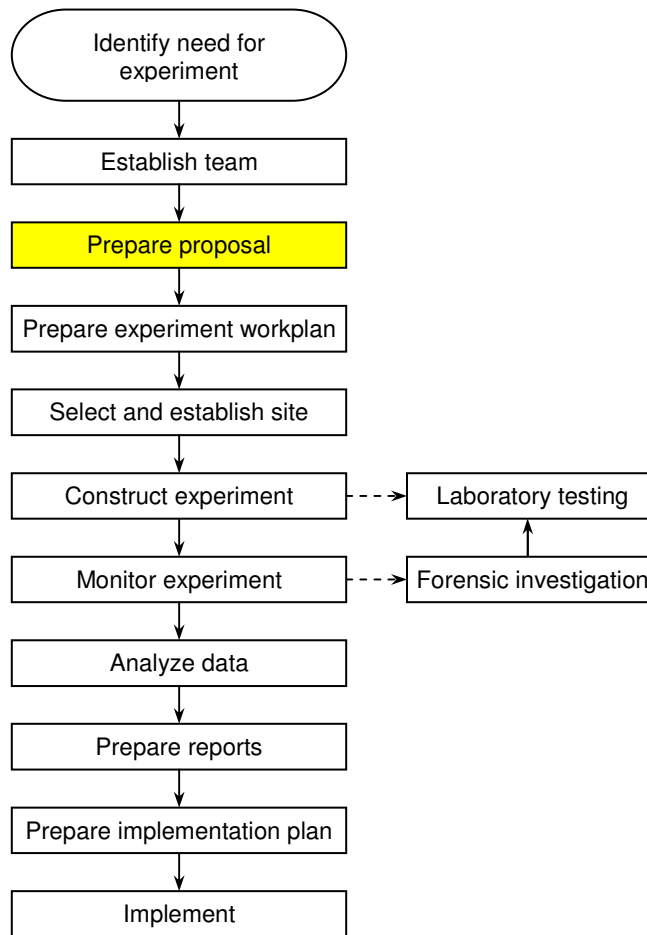 Identify need for
experiment
Establish team
Prepare proposal
Prepare experiment workplan
Select and establish site
Construct experiment
Laboratory testing
Monitor experiment
Forensic investigation
Analyze data
Prepare reports
Prepare implementation plan
Implement